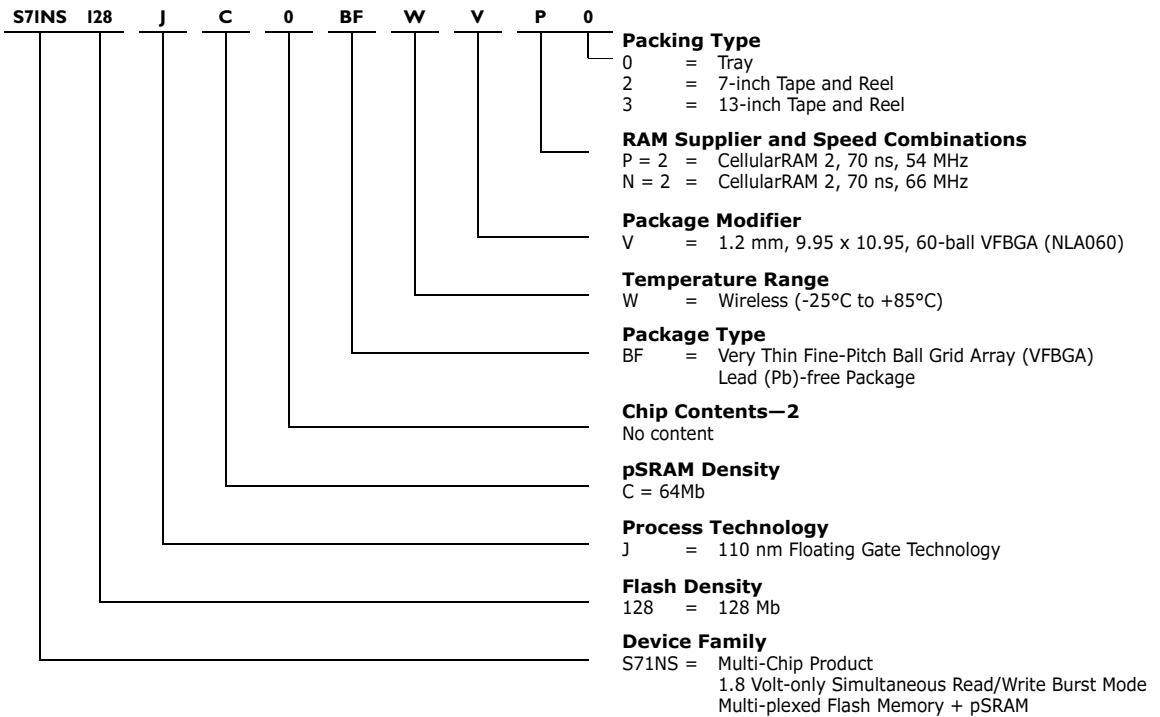 S71NS 128 J C 0 BF W V P 0
Packing Type
0 = Tray
2 = 7-inch Tape and Reel
3 = 13-inch Tape and Reel
RAM Supplier and Speed Combinations
P = 2 = CellularRAM 2, 70 ns, 54 MHz
N = 2 = CellularRAM 2, 70 ns, 66 MHz
Package Modifier
V = 1.2 mm, 9.95 x 10.95, 60-ball VFBGA (NLA060)
Temperature Range
W = Wireless (-25°C to +85°C)
Package Type
BF = Very Thin Fine-Pitch Ball Grid Array (VFBGA)
Lead (Pb)-free Package
Chip Contents—2
No content
pSRAM Density
C = 64Mb
Process Technology
J = 110 nm Floating Gate Technology
Flash Density
128 = 128 Mb
Device Family
S71NS = Multi-Chip Product
1.8 Volt-only Simultaneous Read/Write Burst Mode
Multi-plexed Flash Memory + pSRAM